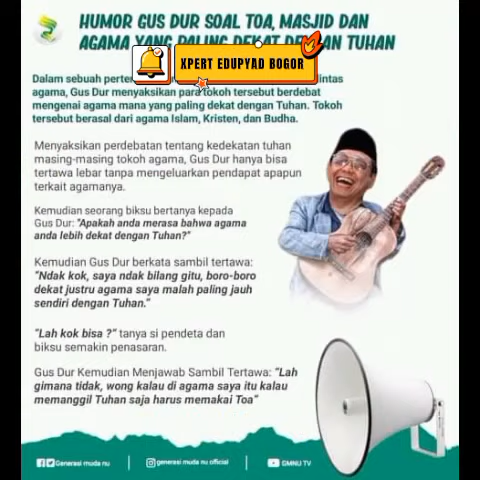 HUMOR GUS DUR SOAL TOA, MASJID DAN
AGAMA YANG PALING DEKAT DENGAN TUHAN
XPERT EDUPYAD BOGOR
Dalam sebuah lintas
agama, Gus Dur menyaksikan para tokoh tersebut berdebat
mengenai agama mana yang paling dekat dengan Tuhan. Tokoh
tersebut berasal dari agama Islam, Kristen, dan Budha.
Menyaksikan perdebatan tentang kedekatan tuhan
masing-masing tokoh agama, Gus Dur hanya bisa
tertawa lebar tanpa mengeluarkan pendapat apapun
terkait agamanya.
Kemudian seorang biksu bertanya kepada
Gus Dur: "Apakah anda merasa bahwa agama
anda lebih dekat dengan Tuhan?"
Kemudian Gus Dur berkata sambil tertawa:
"Ndak kok, saya ndak bilang gitu, boro-boro
dekat justru agama saya malah paling jauh
sendiri dengan Tuhan."
"Lah kok bisa ?" tanya si pendeta dan
biksu semakin penasaran.
Gus Dur Kemudian Menjawab Sambil Tertawa: "Lah
gimana tidak, wong kalau di agama saya itu kalau
memanggil Tuhan saja harus memakai Toa"
Generasi muda nu
generasi muda nu official
GMNU TV